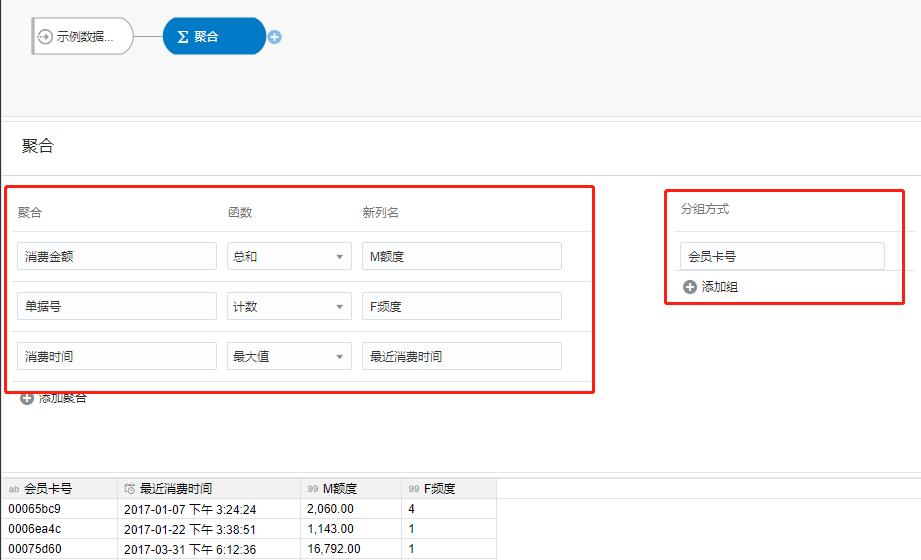 示例数据...
聚合
聚合
聚合 函数 新列名
消费金额 总和 M额度
单据号 计数 F频度
消费时间 最大值 最近消费时间
添加聚合
分组方式
会员卡号
添加组
ab 会员卡号 最近消费时间 99 M额度 99 F频度
00065bc9 2017-01-07 下午 3:24:24 2,060.00 4
0006ea4c 2017-01-22 下午 3:38:51 1,143.00 1
00075d60 2017-03-31 下午 6:12:36 16,792.00 1